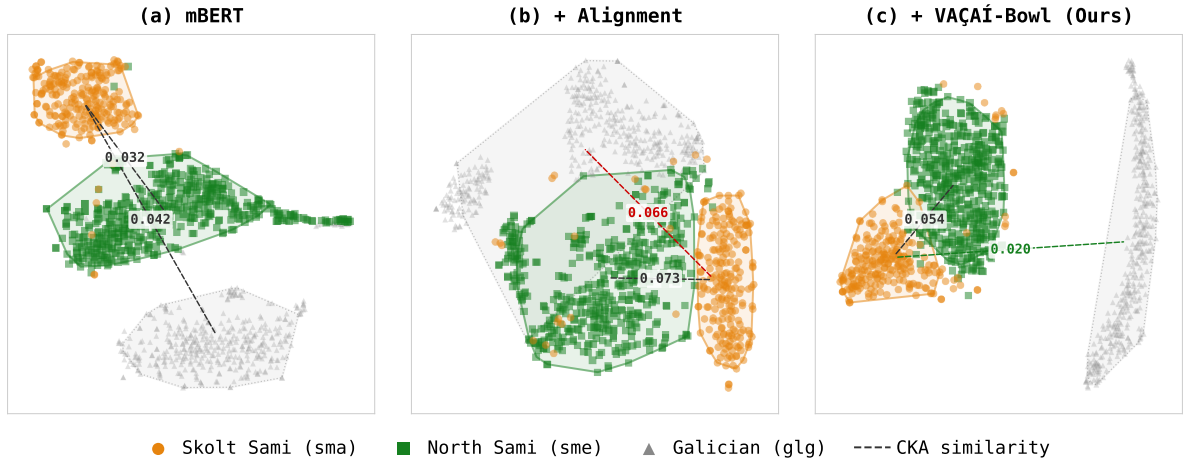 (a) mBERT
(b) + Alignment
(c) + VAÇAÍ-Bowl (Ours)
0.032
0.042
0.066
0.073
0.054
0.020
Skolt Sami (sma)
North Sami (sme)
Galician (glg)
CKA similarity